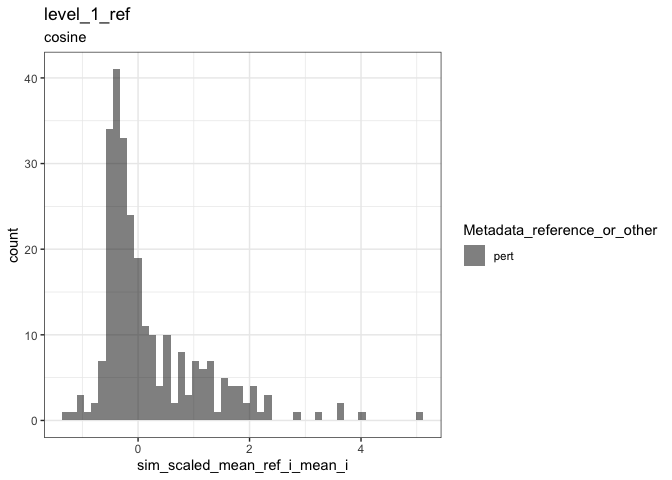 level_1_ref
cosine
40
30
20
10
0
count
0 2 4
sim_scaled_mean_ref_i_mean_i
Metadata_reference_or_other
pert